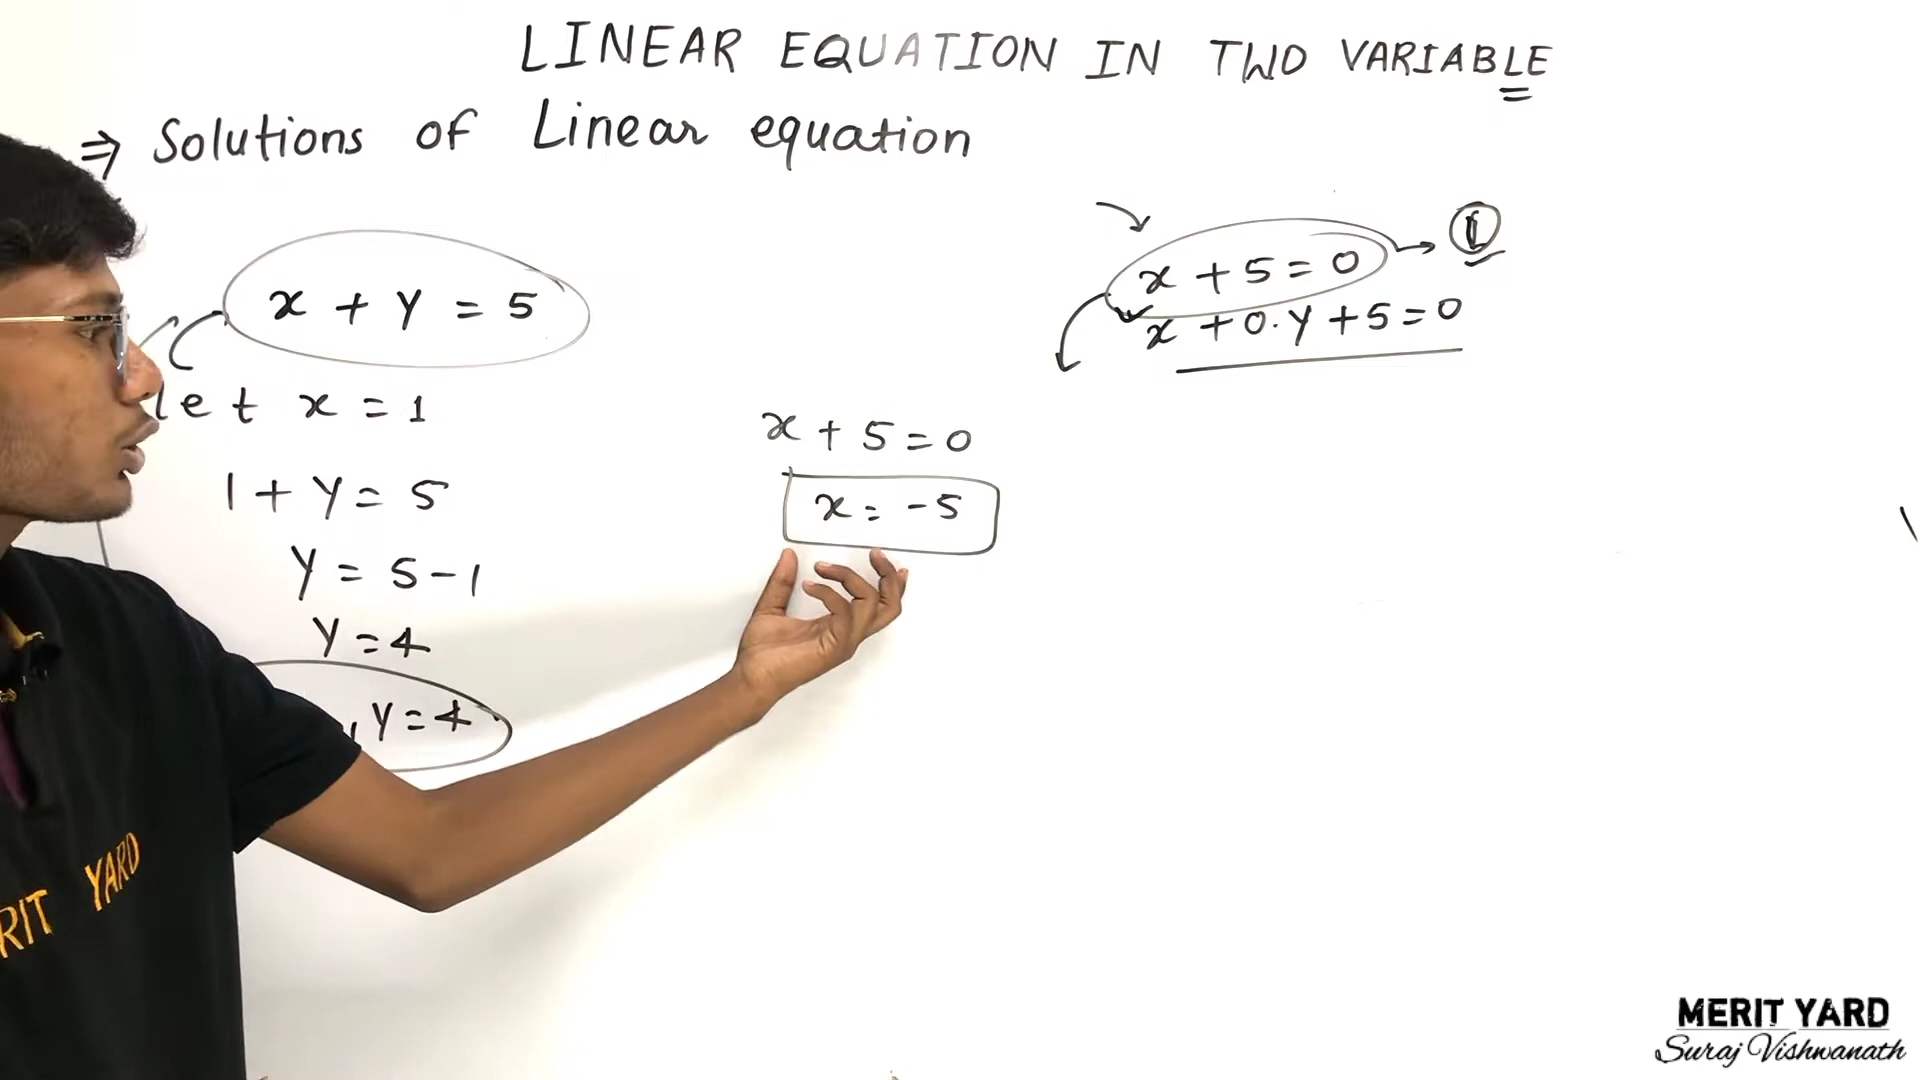 LINEAR EQUATION IN TWO VARIABLE
⇒ Solutions of Linear equation
x + y = 5
let x = 1
1 + y = 5
y = 5 - 1
y = 4
, y = 4
x + 5 = 0
x = -5
x + 5 = 0 →
x + 0. y + 5 = 0
RIT YARD
MERIT YARD
Suraj Vishwanath